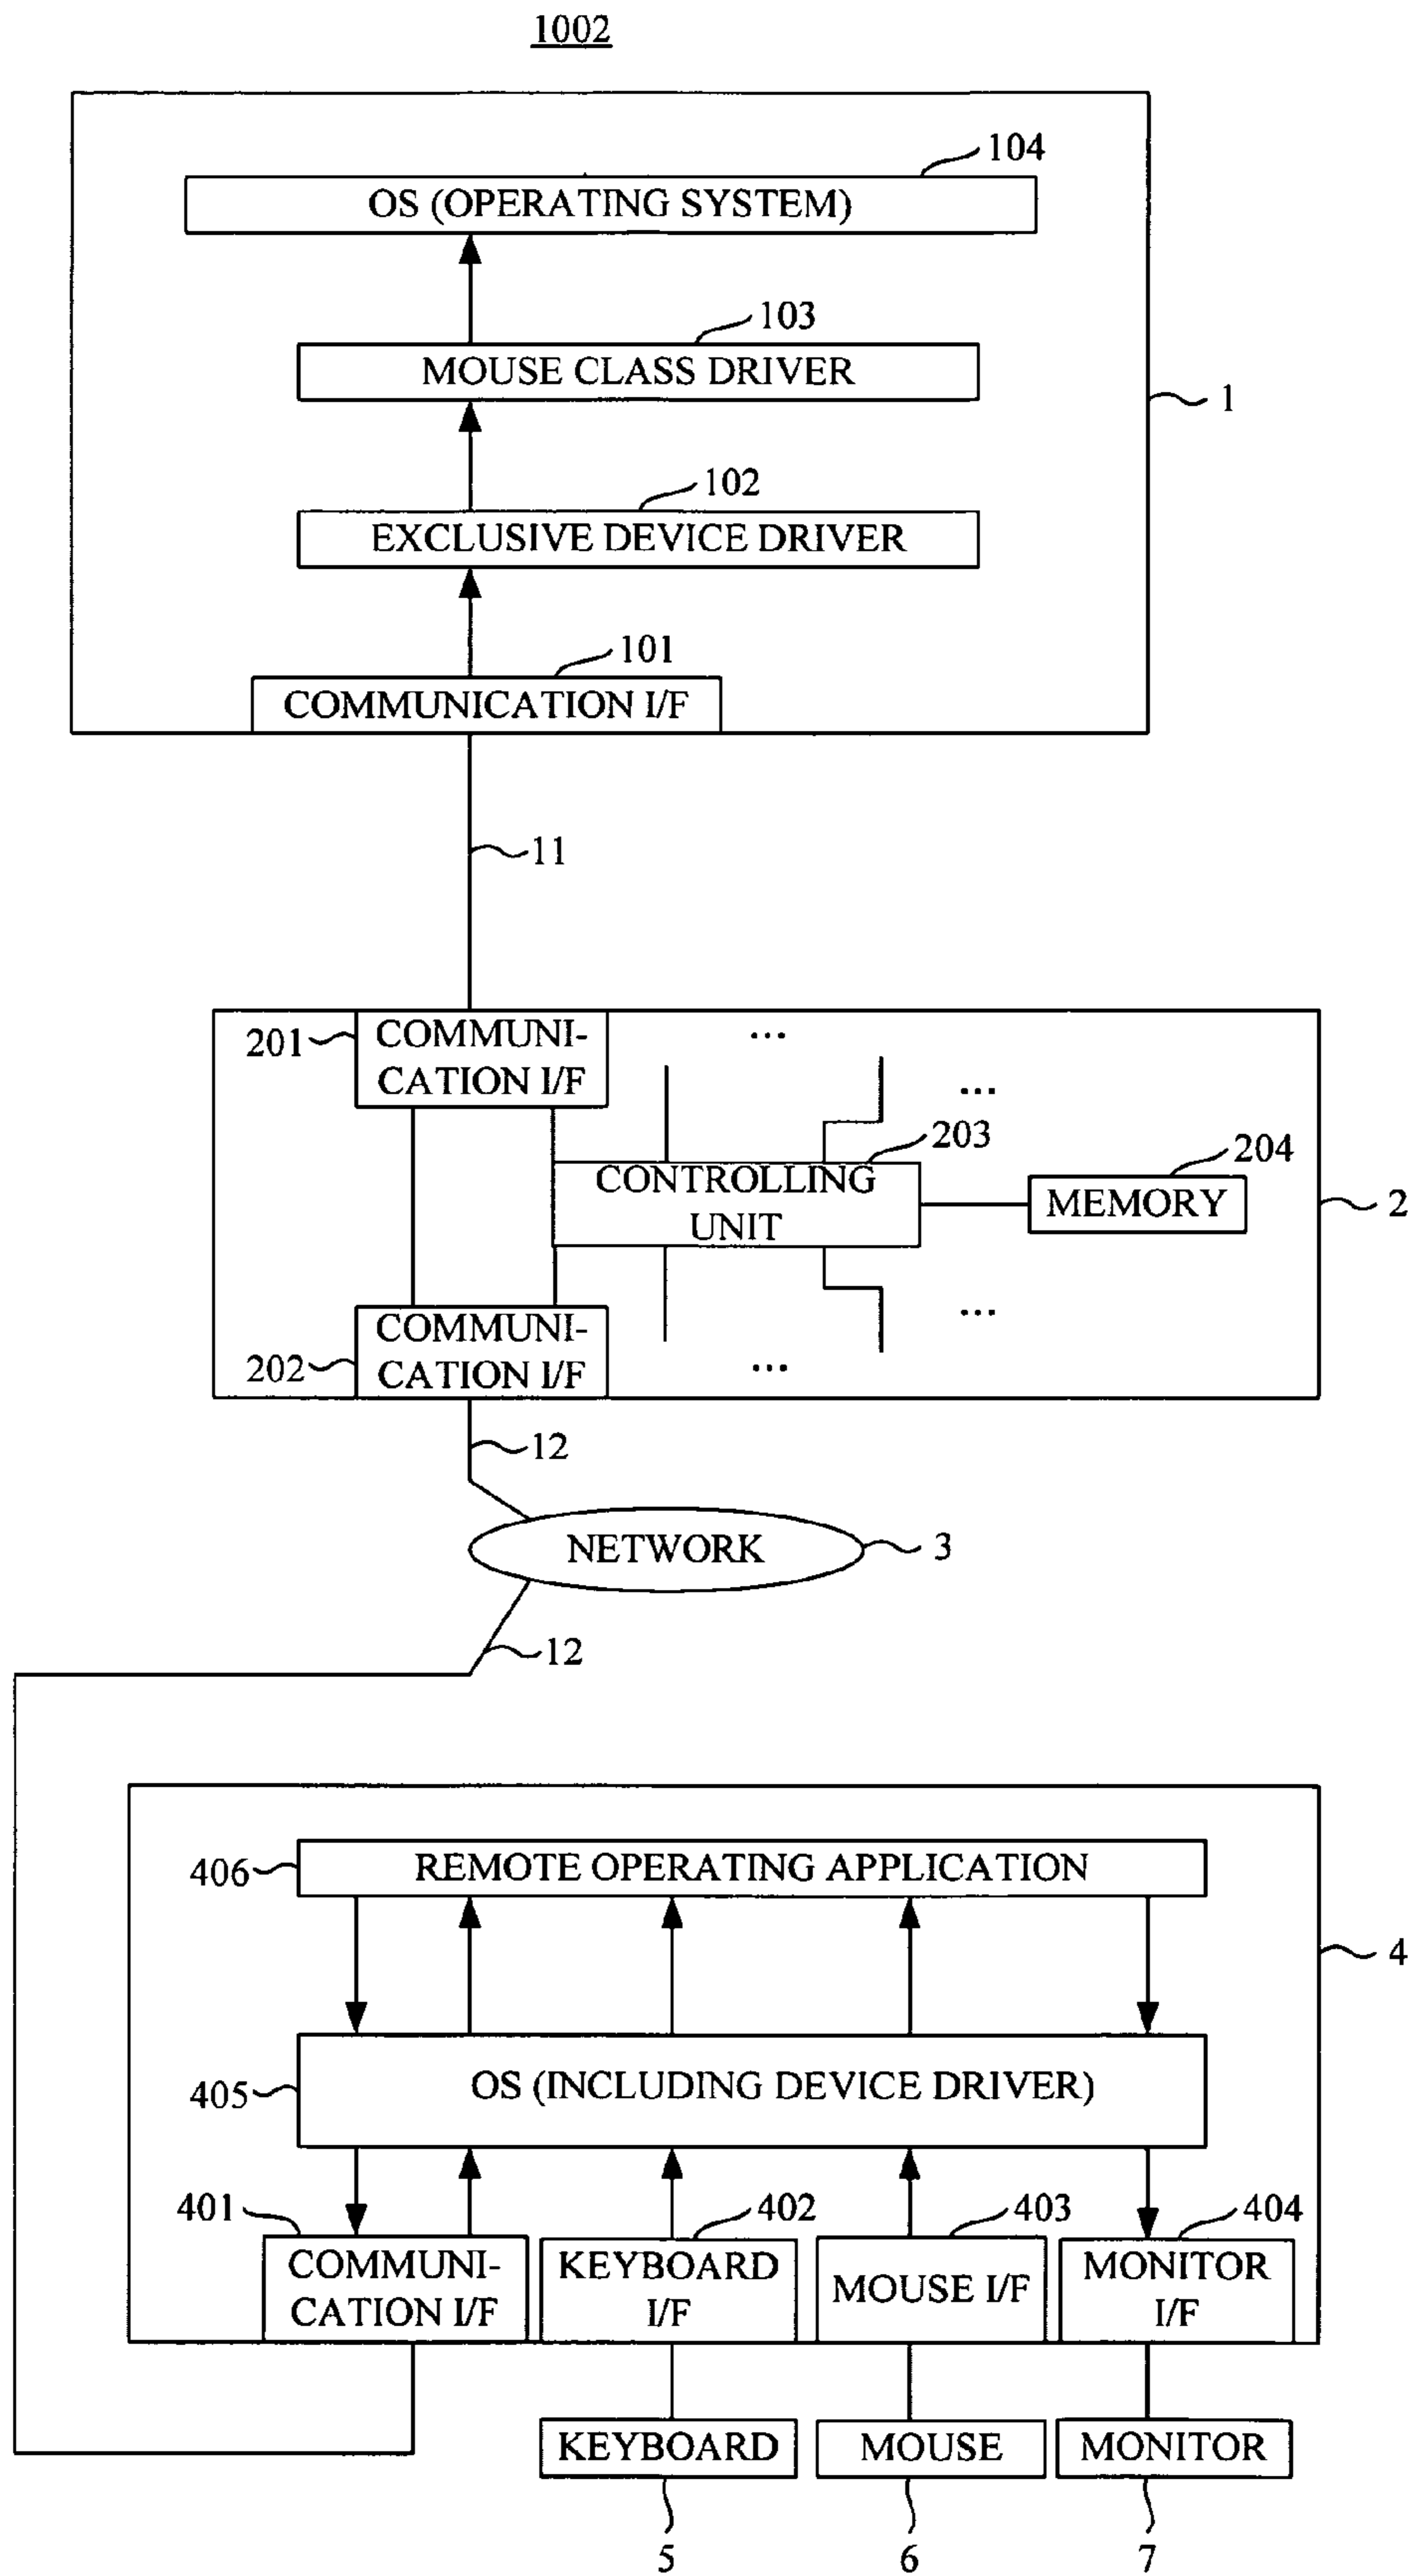 1002
104
OS (OPERATING SYSTEM)
103
MOUSE CLASS DRIVER
1
102
EXCLUSIVE DEVICE DRIVER
101
COMMUNICATION I/F
11
201
COMMUNI-
CATION I/F
...
...
203
CONTROLLING
UNIT
204
MEMORY
2
202
COMMUNI-
CATION I/F
...
...
12
NETWORK
3
12
406
REMOTE OPERATING APPLICATION
4
405
OS (INCLUDING DEVICE DRIVER)
401
402
403
404
COMMUNI-
CATION I/F
KEYBOARD
I/F
MOUSE I/F
MONITOR
I/F
KEYBOARD
MOUSE
MONITOR
5
6
7